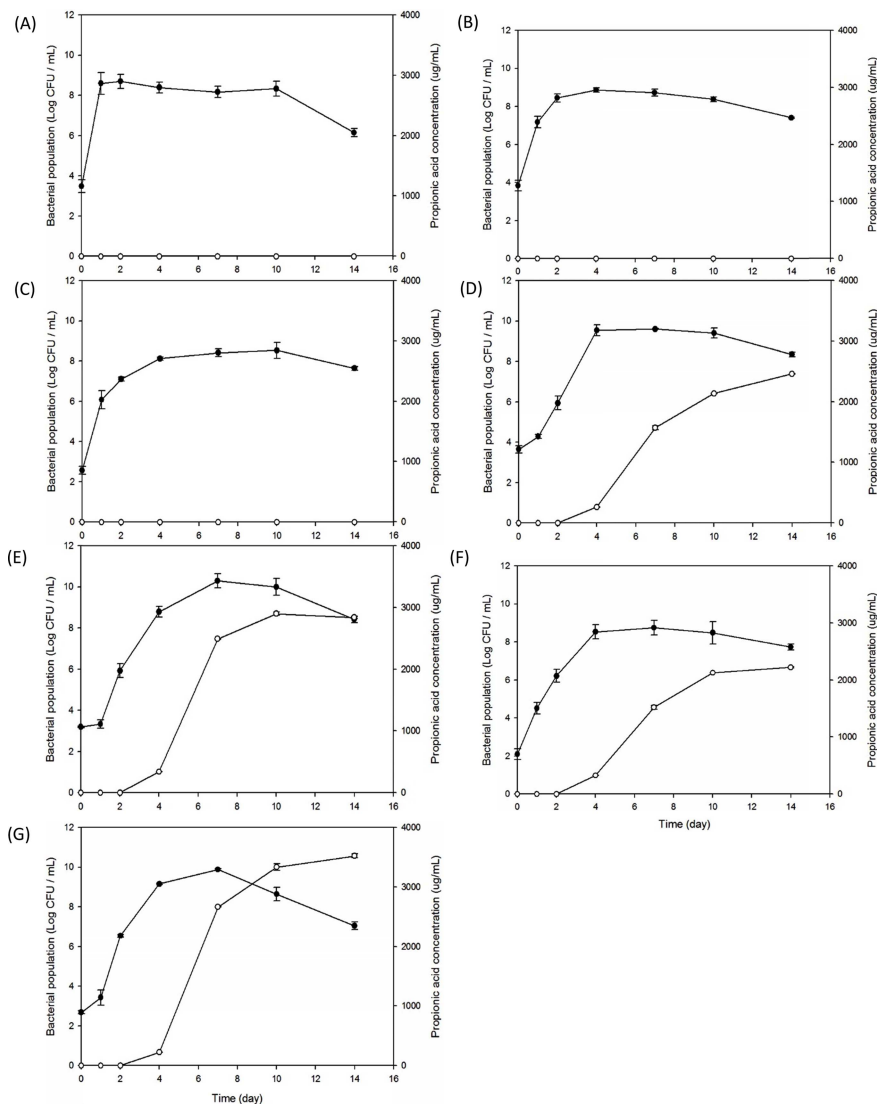 (A)
Bacterial population (Log CFU / mL)
12
10
8
6
4
2
0
0 2 4 6 8 10 12 14 16
4000
3000
2000
1000
0
Propionic acid concentration (ug/mL)
(B)
Bacterial population (Log CFU / mL)
12
10
8
6
4
2
0
0 2 4 6 8 10 12 14 16
4000
3000
2000
1000
0
Propionic acid concentration (ug/mL)
(C)
Bacterial population (Log CFU / mL)
12
10
8
6
4
2
0
0 2 4 6 8 10 12 14 16
4000
3000
2000
1000
0
Propionic acid concentration (ug/mL)
(D)
Bacterial population (Log CFU / mL)
12
10
8
6
4
2
0
0 2 4 6 8 10 12 14 16
4000
3000
2000
1000
0
Propionic acid concentration (ug/mL)
(E)
Bacterial population (Log CFU / mL)
12
10
8
6
4
2
0
0 2 4 6 8 10 12 14 16
4000
3000
2000
1000
0
Propionic acid concentration (ug/mL)
(F)
Bacterial population (Log CFU / mL)
12
10
8
6
4
2
0
0 2 4 6 8 10 12 14 16
Time (day)
4000
3000
2000
1000
0
Propionic acid concentration (ug/mL)
(G)
Bacterial population (Log CFU / mL)
12
10
8
6
4
2
0
0 2 4 6 8 10 12 14 16
Time (day)
4000
3000
2000
1000
0
Propionic acid concentration (ug/mL)